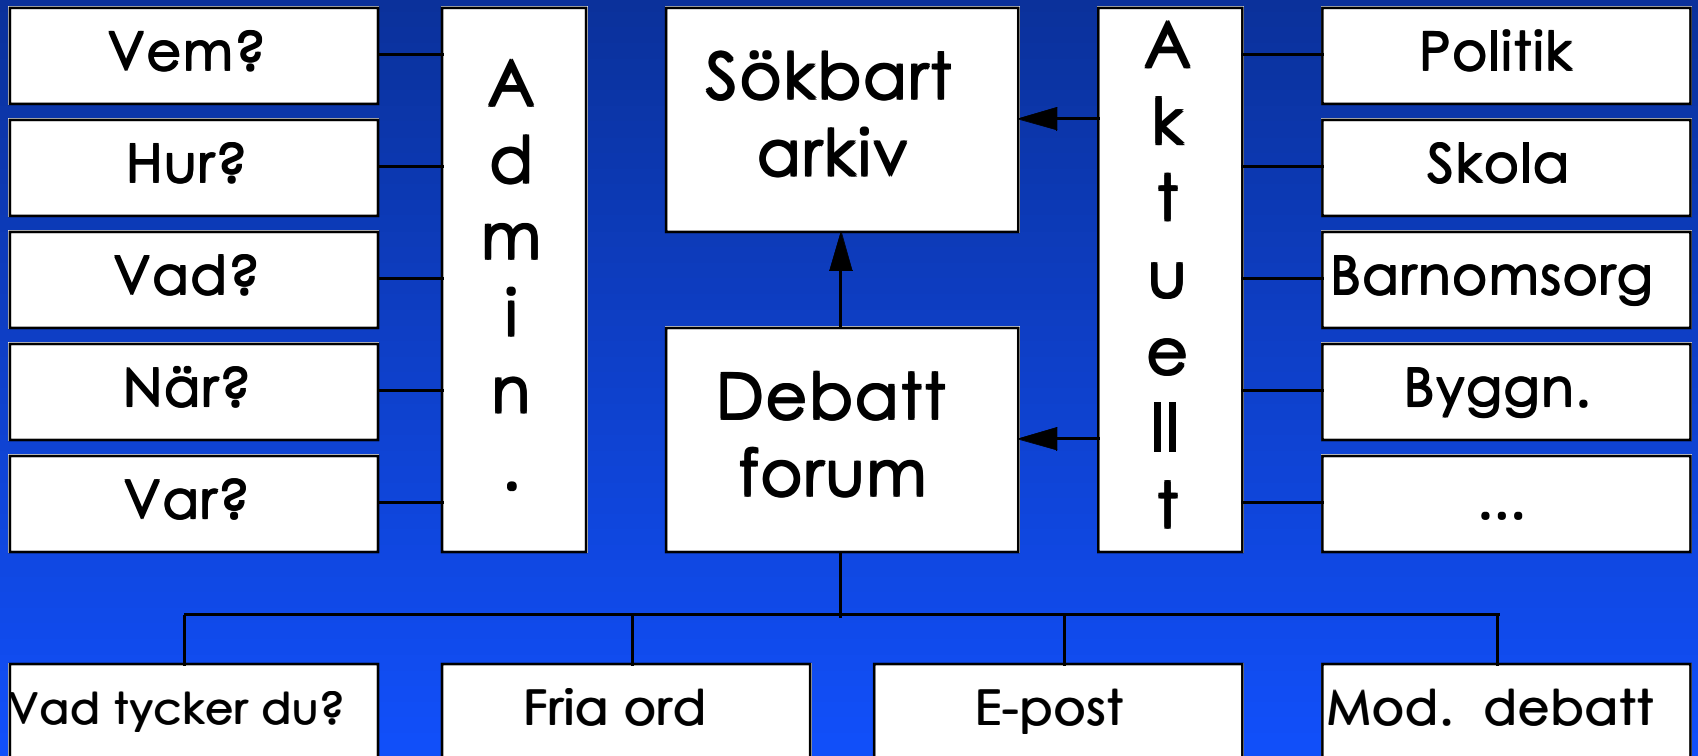 Vem?
Hur?
Vad?
När?
Var?
Admin.
Sökbart
arkiv
Debatt
forum
Aktuellt
Politik
Skola
Barnomsorg
Byggn.
...
Vad tycker du?
Fria ord
E-post
Mod. debatt